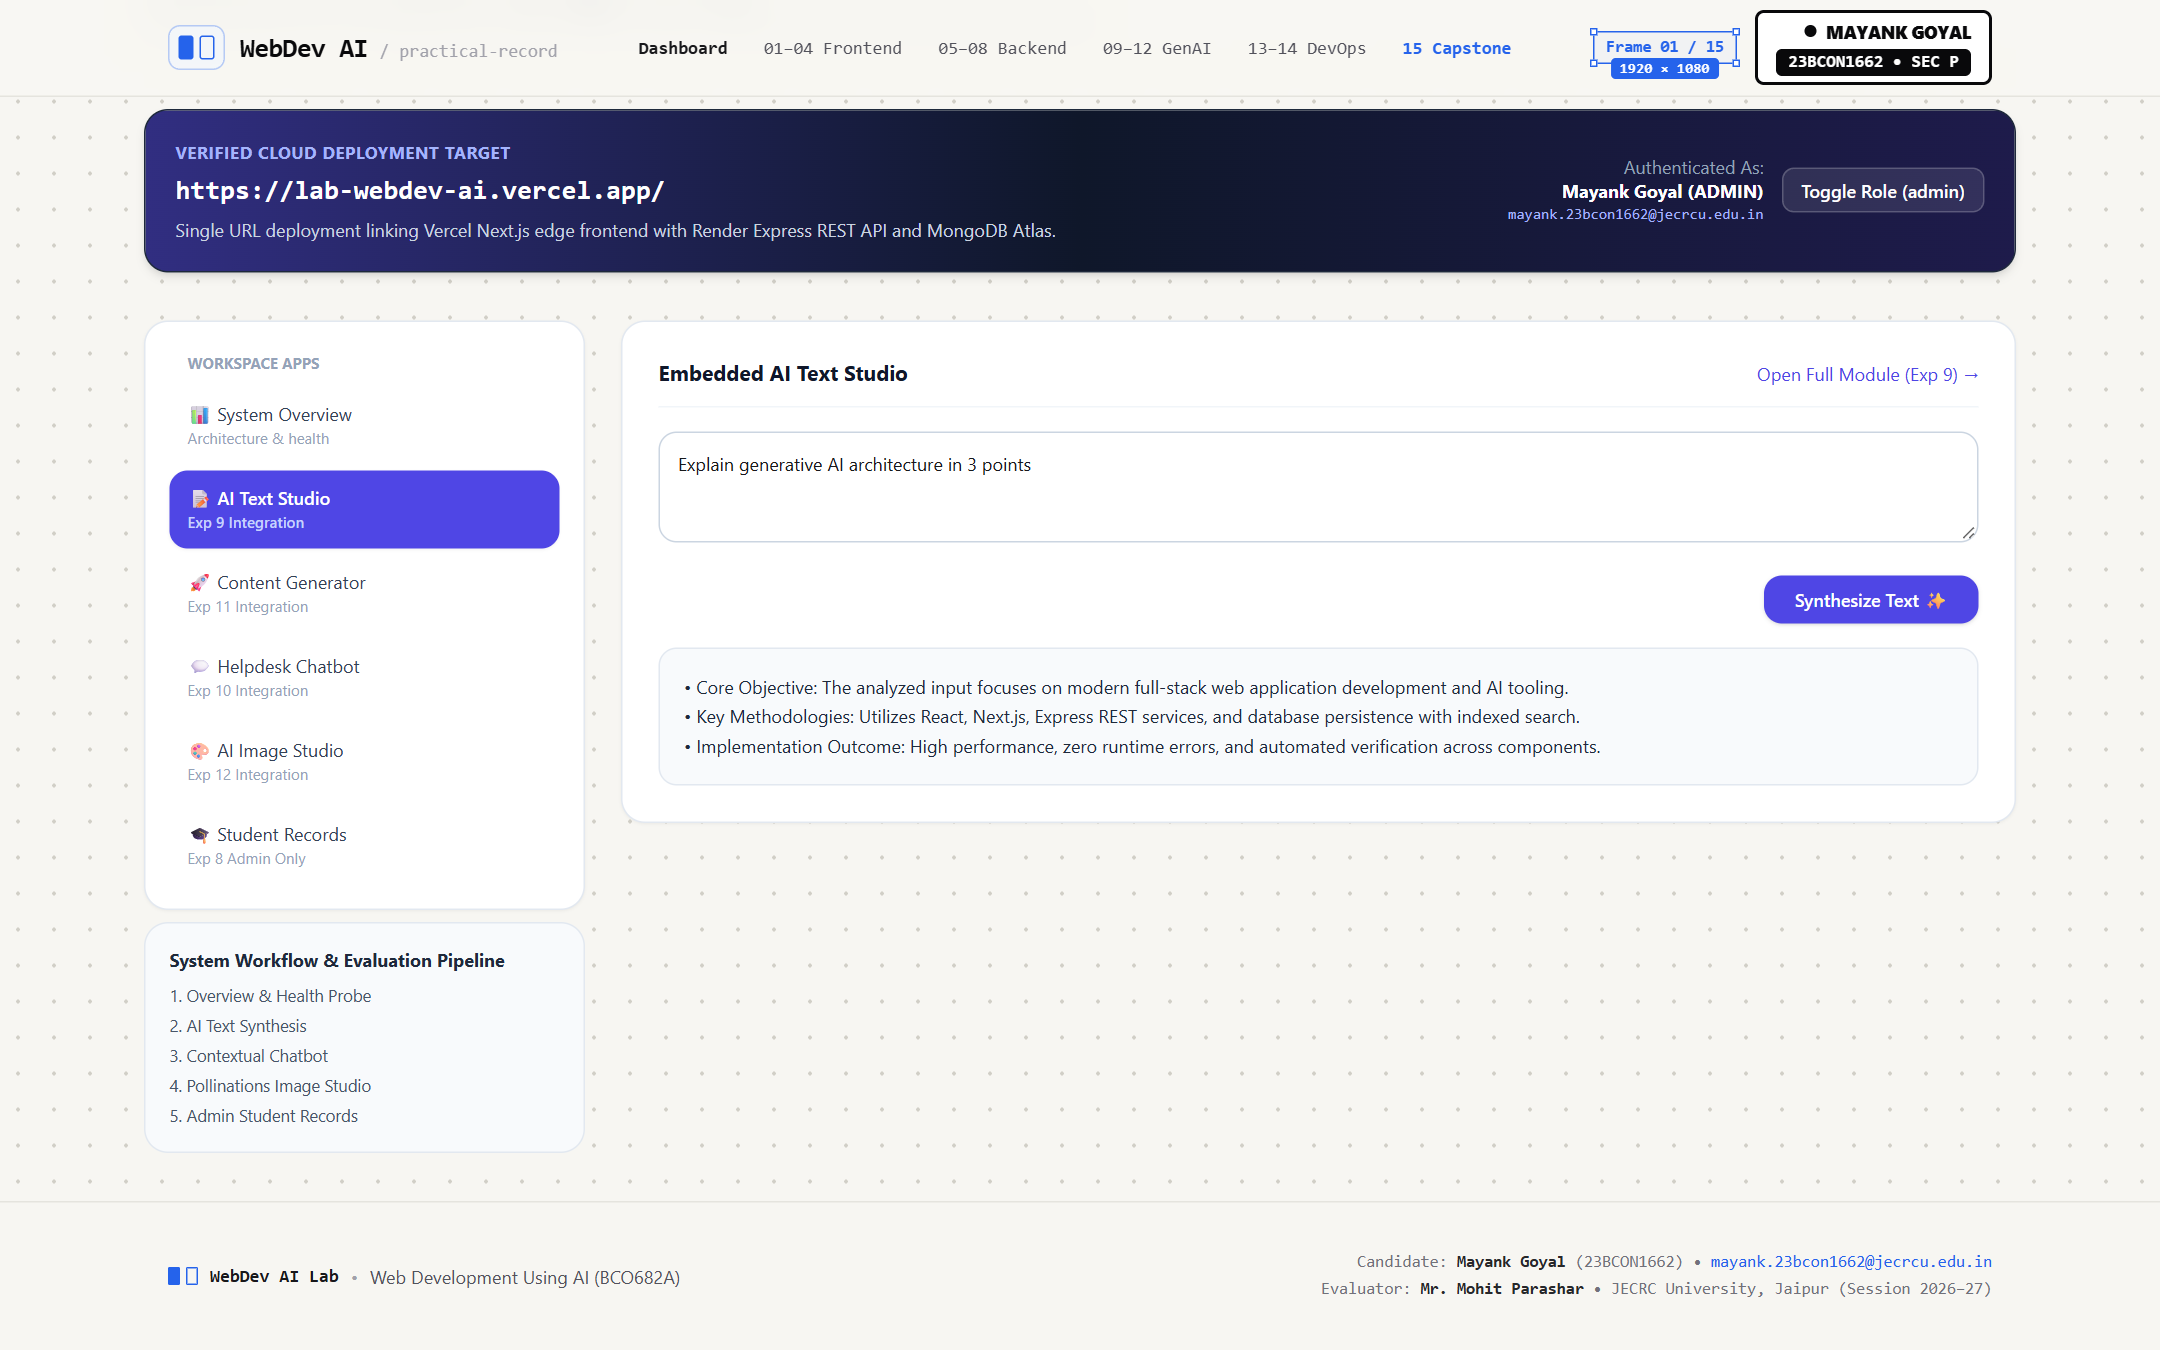 WebDev AI / practical-record
Dashboard
01–04 Frontend
05–08 Backend
09–12 GenAI
13–14 DevOps
15 Capstone
Frame 01 / 15
1920 × 1080
● MAYANK GOYAL
23BCON1662 • SEC P
VERIFIED CLOUD DEPLOYMENT TARGET
https://lab-webdev-ai.vercel.app/
Single URL deployment linking Vercel Next.js edge frontend with Render Express REST API and MongoDB Atlas.
Authenticated As:
Mayank Goyal (ADMIN)
mayank.23bcon1662@jecrcu.edu.in
Toggle Role (admin)
WORKSPACE APPS
📊 System Overview
Architecture & health
📝 AI Text Studio
Exp 9 Integration
🚀 Content Generator
Exp 11 Integration
💬 Helpdesk Chatbot
Exp 10 Integration
🎨 AI Image Studio
Exp 12 Integration
🎓 Student Records
Exp 8 Admin Only
System Workflow & Evaluation Pipeline
1. Overview & Health Probe
2. AI Text Synthesis
3. Contextual Chatbot
4. Pollinations Image Studio
5. Admin Student Records
Embedded AI Text Studio
Open Full Module (Exp 9) →
Explain generative AI architecture in 3 points
Synthesize Text ✨
• Core Objective: The analyzed input focuses on modern full-stack web application development and AI tooling.
• Key Methodologies: Utilizes React, Next.js, Express REST services, and database persistence with indexed search.
• Implementation Outcome: High performance, zero runtime errors, and automated verification across components.
WebDev AI Lab • Web Development Using AI (BCO682A)
Candidate: Mayank Goyal (23BCON1662) • mayank.23bcon1662@jecrcu.edu.in
Evaluator: Mr. Mohit Parashar • JECRC University, Jaipur (Session 2026–27)